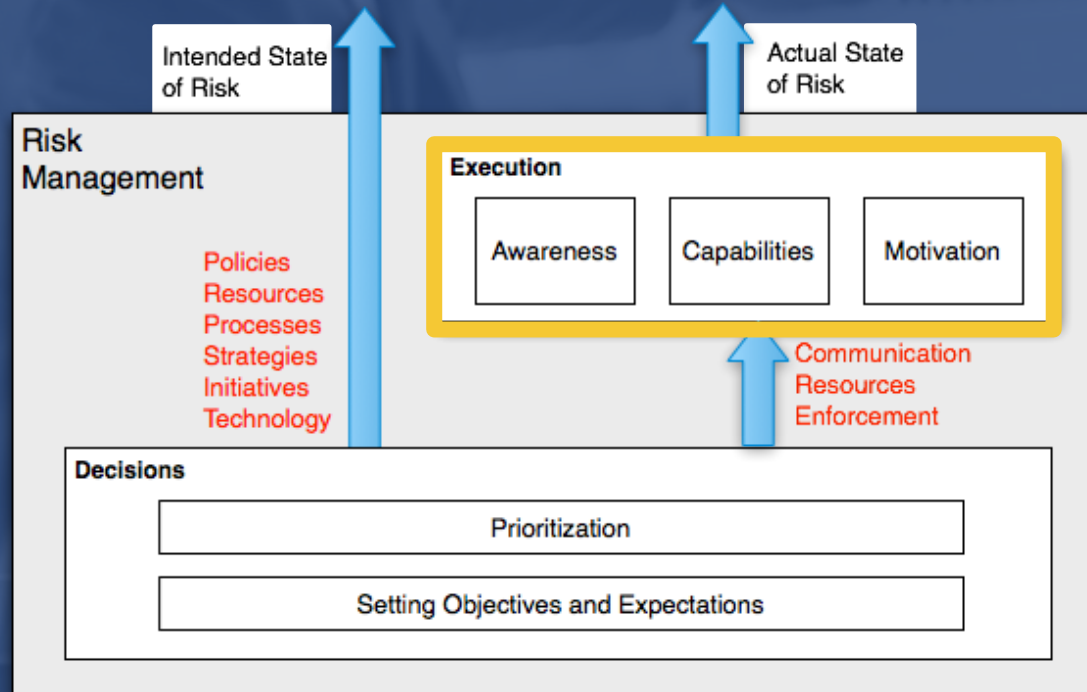 Intended State
of Risk
Actual State
of Risk
Risk
Management
Execution
Awareness
Capabilities
Motivation
Policies
Resources
Processes
Strategies
Initiatives
Technology
Communication
Resources
Enforcement
Decisions
Prioritization
Setting Objectives and Expectations